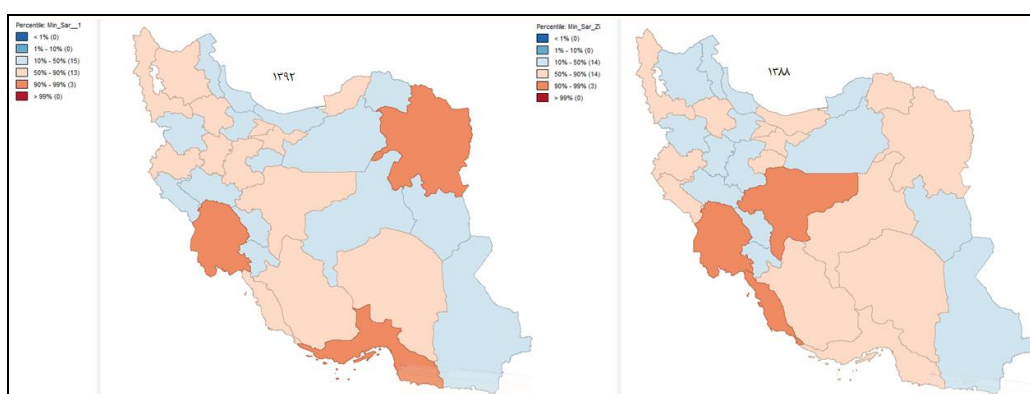 Percentile: Min_Sar__1
< 1% (0)
1% - 10% (0)
10% - 50% (15)
50% - 90% (13)
90% - 99% (3)
> 99% (0)
۱۳۹۲
Percentile: Min_Sar_Zi
< 1% (0)
1% - 10% (0)
10% - 50% (14)
50% - 90% (14)
90% - 99% (3)
> 99% (0)
۱۳۸۸